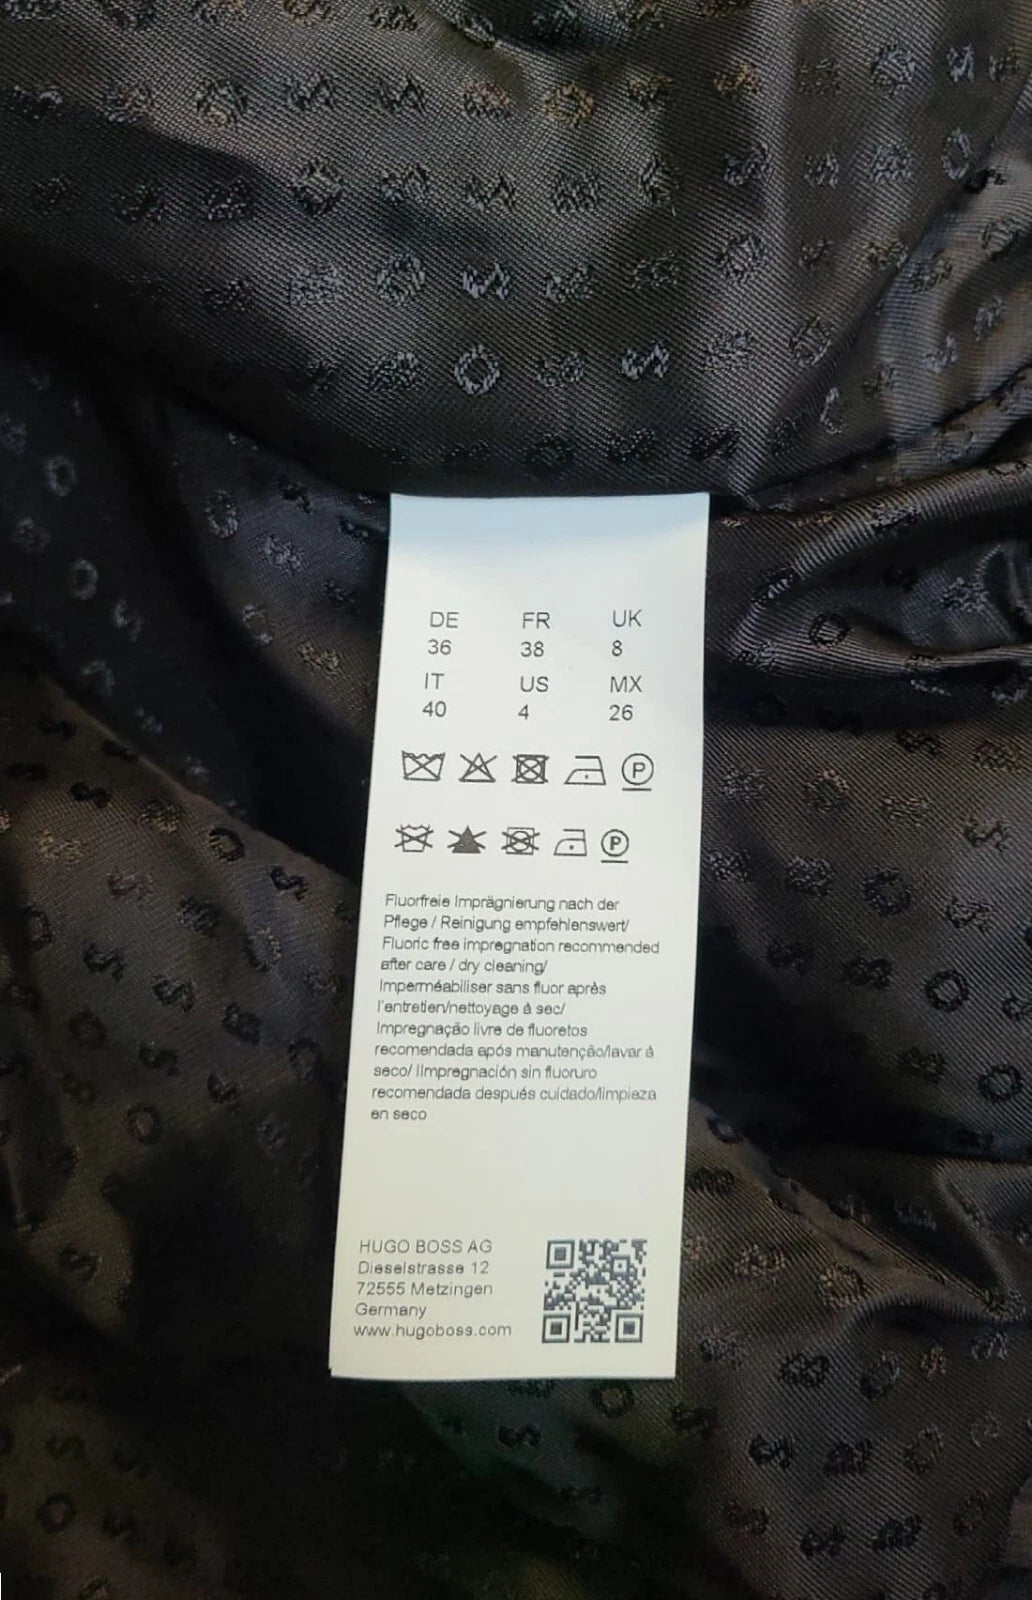 DE FR UK
36 38 8
IT US MX
40 4 26
P
P
Fluorfreie Imprägnierung nach der
Pflege / Reinigung empfehlenswert/
Fluoric free impregnation recommended
after care / dry cleaning/
Imperméabiliser sans fluor après
l'entretien/nettoyage à sec/
Impregnação livre de fluoretos
recomendada após manutenção/lavar à
seco/ IImpregnación sin fluoruro
recomendada después cuidado/limpieza
en seco
HUGO BOSS AG
Dieselstrasse 12
72555 Metzingen
Germany
www.hugoboss.com